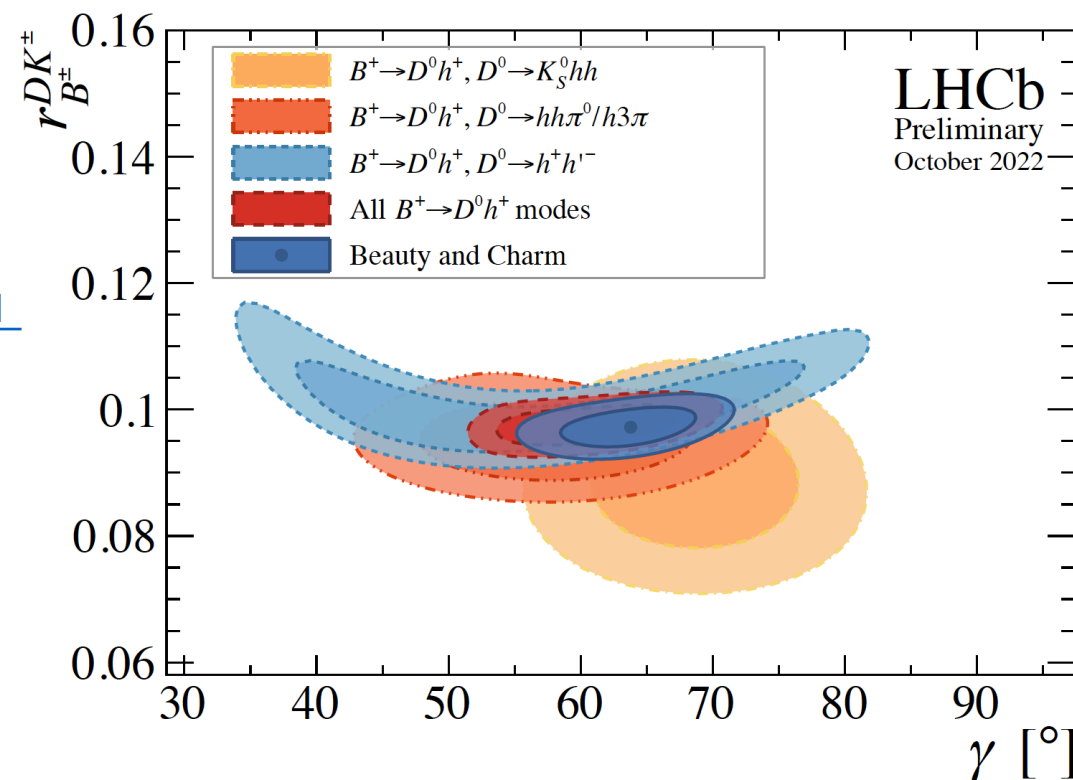 0.16
0.14
0.12
0.1
0.08
0.06
r_{B^±}^{DK^±}
B⁺→D⁰h⁺, D⁰→K_S⁰hh
B⁺→D⁰h⁺, D⁰→hhπ⁰/h3π
B⁺→D⁰h⁺, D⁰→h⁺h'⁻
All B⁺→D⁰h⁺ modes
Beauty and Charm
LHCb
Preliminary
October 2022
30 40 50 60 70 80 90
γ [°]